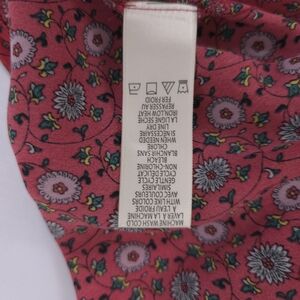 MACHINE WASH COLD
LAVER A LA MACHINE
A L'EAU FROID
WITH LIKE COLORS
AVEC COULEURS
SIMILAIRES
GENTLE CYCLE
CYCLE DELICAT
NON-CHLORINE
BLEACH
BLANCHIR SANS
CHLORE
WHEN NEEDED
SI NECESSAIRE
LINE DRY
LA LIGNE SECHE
IRON LOW HEAT
REPASSER AU
FER FROID